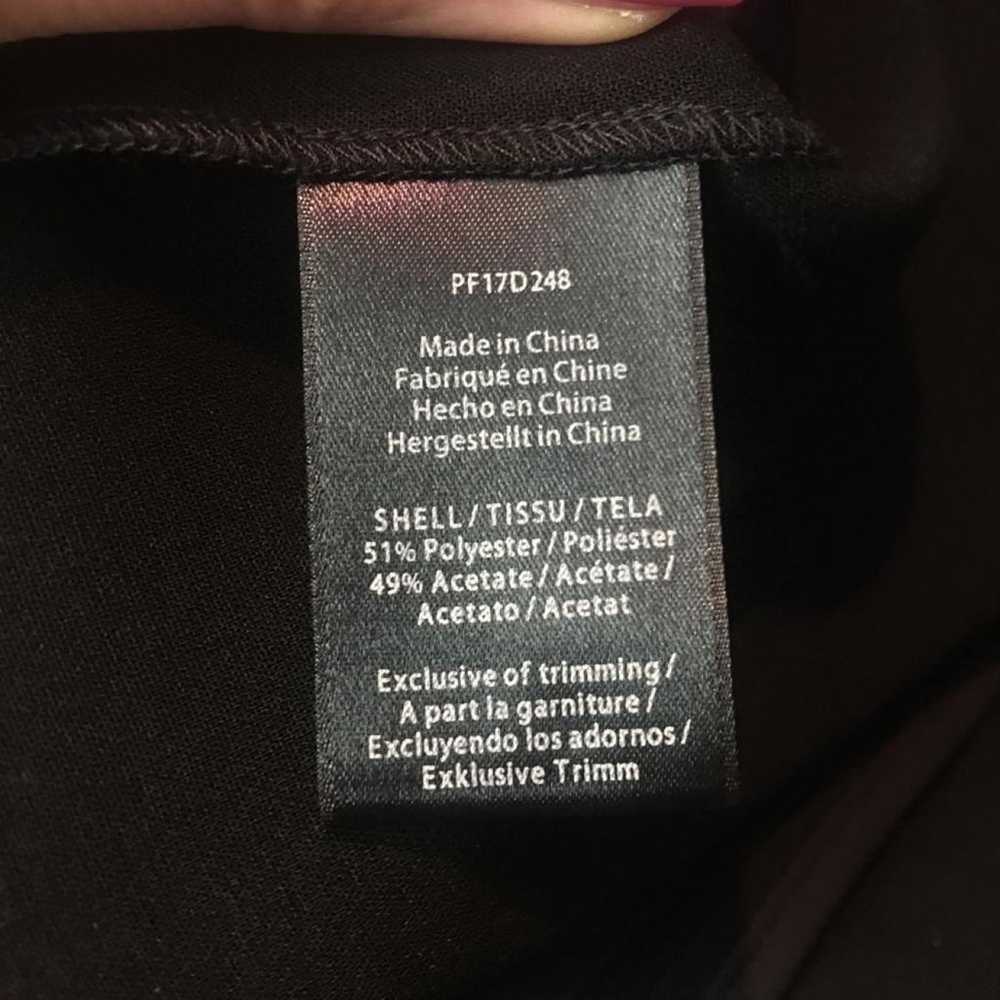 PF17D248
Made in China
Fabriqué en Chine
Hecho en China
Hergestellt in China
SHELL / TISSU / TELA
51% Polyester / Poliéster
49% Acetate / Acétate /
Acetato / Acetat
Exclusive of trimming /
A part la garniture /
Excluyendo los adornos /
Exklusive Trimm